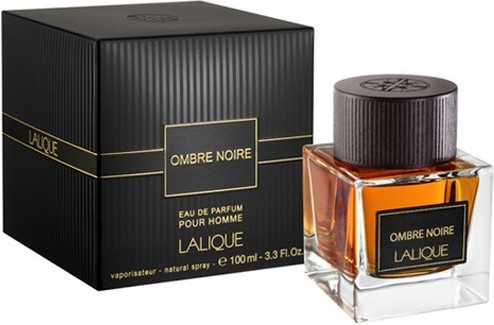 LALIQUE
OMBRE NOIRE
EAU DE PARFUM
POUR HOMME
LALIQUE
vaporisateur - natural spray - ℮ 100 ml - 3.3 Fl.Oz.
OMBRE NOIRE
LALIQUE